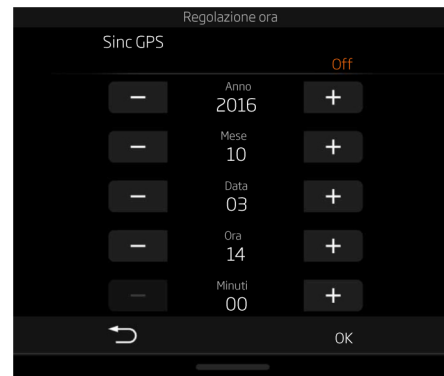 Regolazione ora
Sinc GPS
Off
Anno
2016
Mese
10
Data
03
Ora
14
Minuti
00
OK